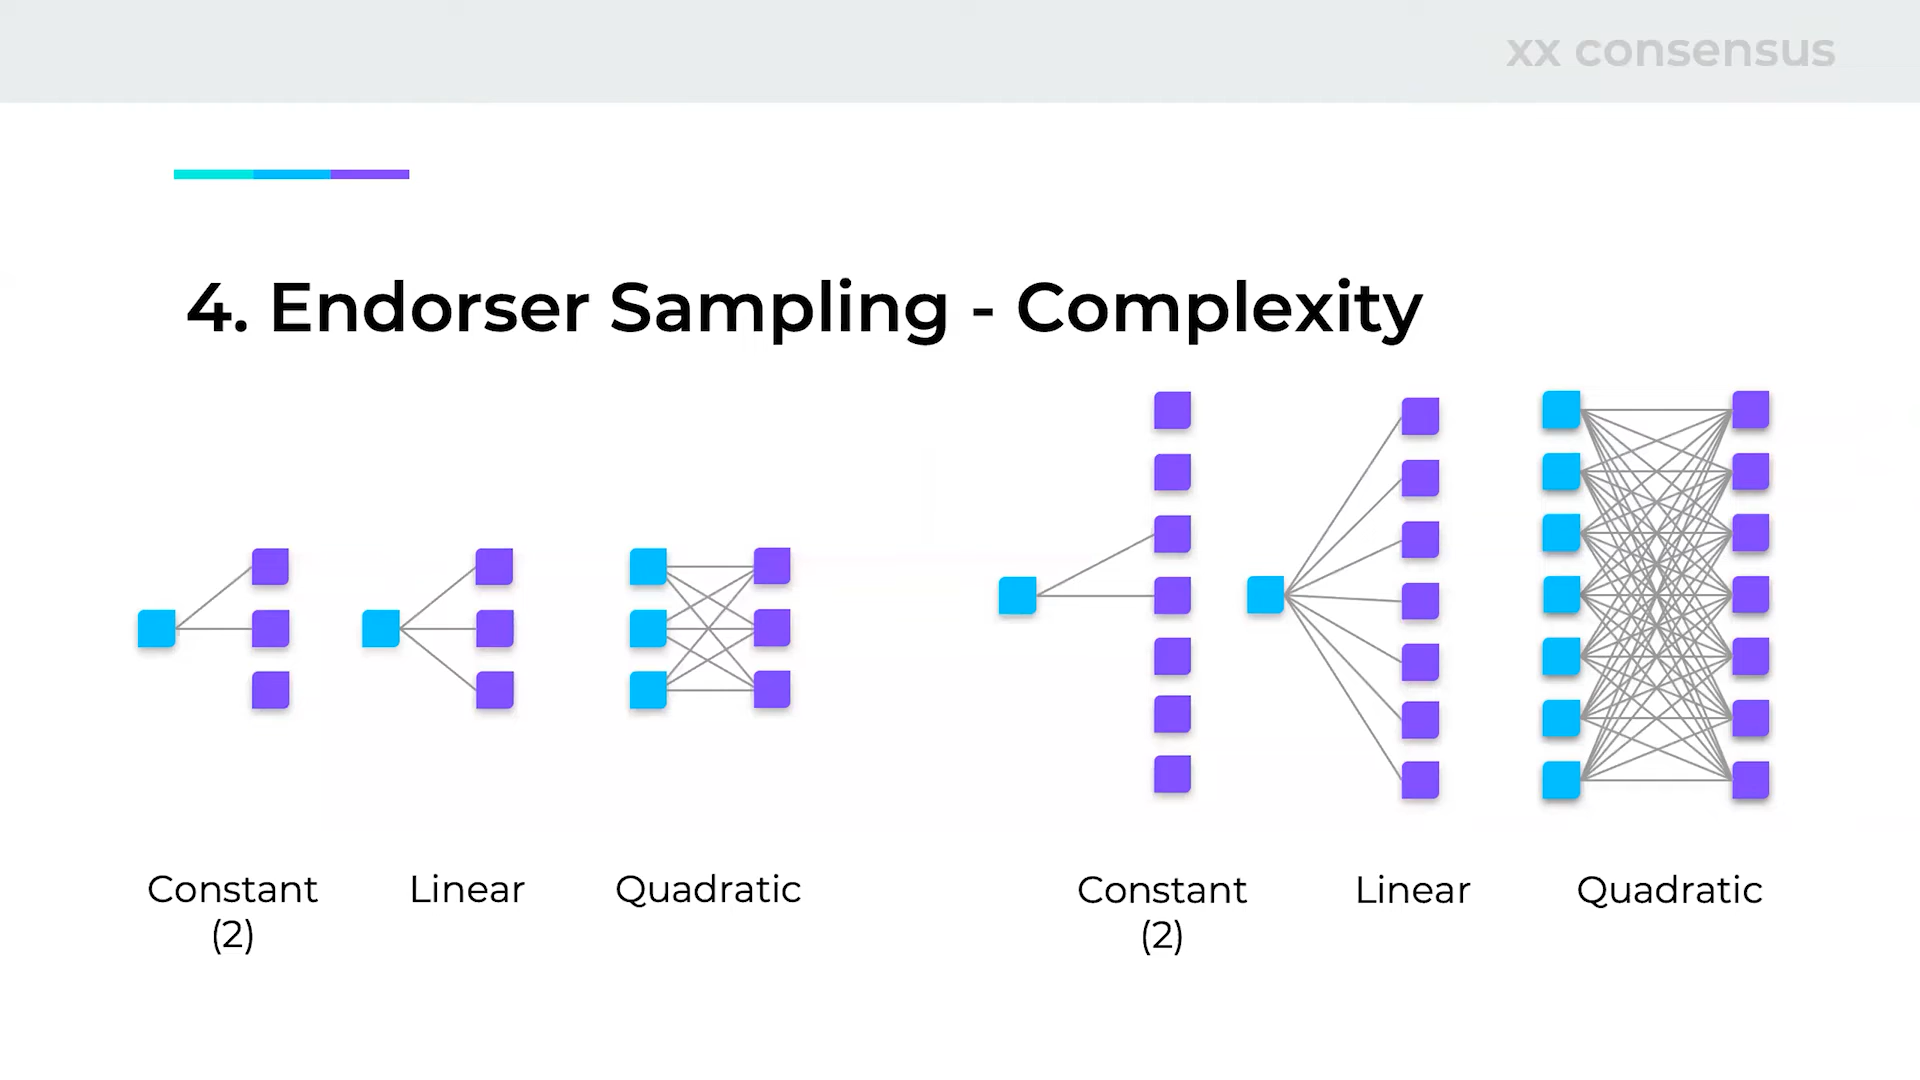 xx consensus
4. Endorser Sampling - Complexity
Constant
(2)
Linear
Quadratic
Constant
(2)
Linear
Quadratic